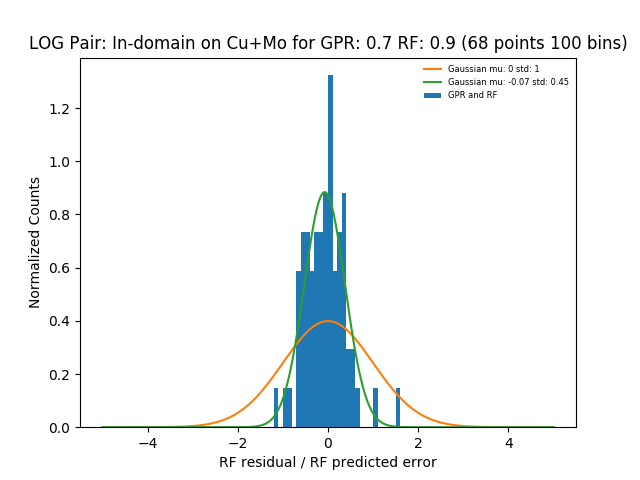 LOG Pair: In-domain on Cu+Mo for GPR: 0.7 RF: 0.9 (68 points 100 bins)
Gaussian mu: 0 std: 1
Gaussian mu: -0.07 std: 0.45
GPR and RF
Normalized Counts
1.2
1.0
0.8
0.6
0.4
0.2
0.0
−4 −2 0 2 4
RF residual / RF predicted error